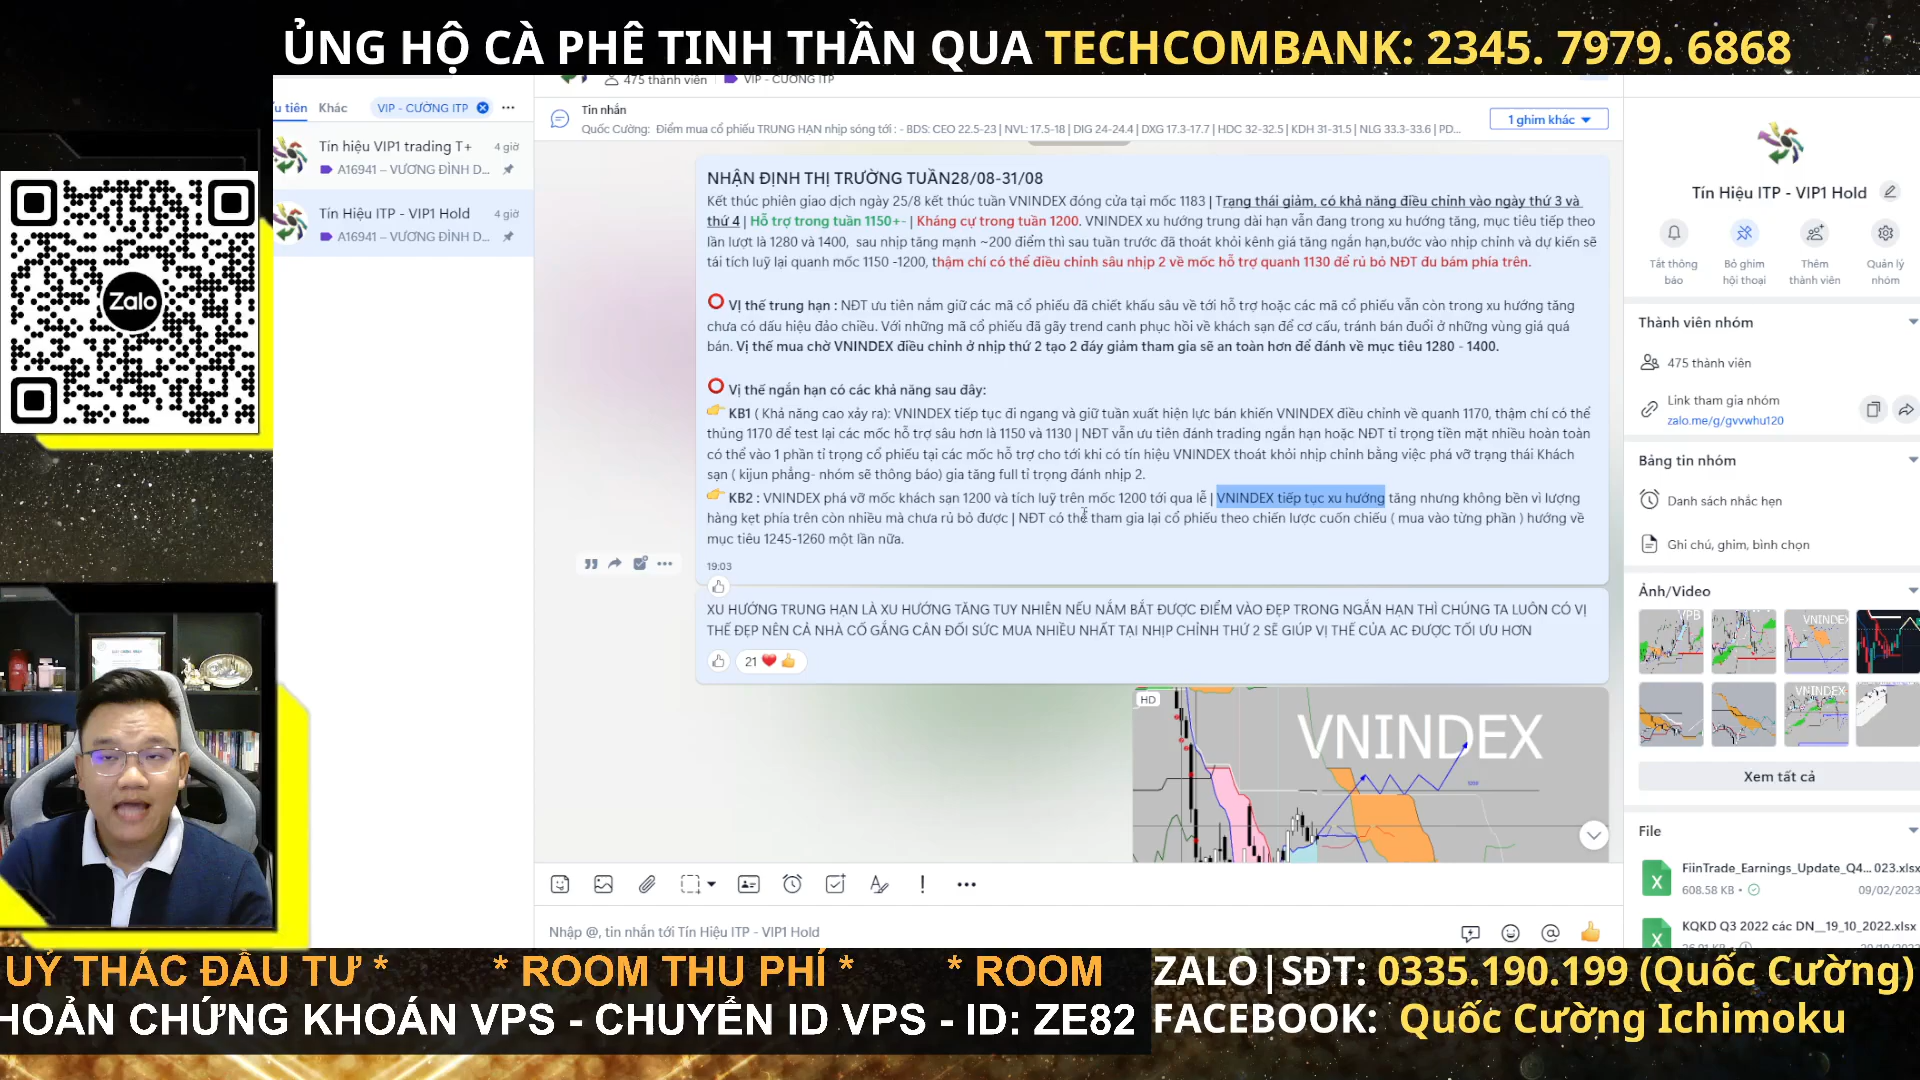 ỦNG HỘ CÀ PHÊ TINH THẦN QUA TECHCOMBANK: 2345. 7979. 6868
Zalo
u tiên Khác VIP - CƯỜNG ITP
Tín hiệu VIP1 trading T+ 4 giờ
A16941 – VƯƠNG ĐÌNH D...
Tín Hiệu ITP - VIP1 Hold 4 giờ
A16941 – VƯƠNG ĐÌNH D...
475 thành viên VIP - CƯỜNG ITP
Tin nhắn
Quốc Cường: Điểm mua cổ phiếu TRUNG HẠN nhịp sóng tới : - BDS: CEO 22.5-23 | NVL: 17.5-18 | DIG 24-24.4 | DXG 17.3-17.7 | HDC 32-32.5 | KDH 31-31.5 | NLG 33.3-33.6 | PD...
1 ghim khác
NHẬN ĐỊNH THỊ TRƯỜNG TUẦN28/08-31/08
Kết thúc phiên giao dịch ngày 25/8 kết thúc tuần VNINDEX đóng cửa tại mốc 1183 | Trạng thái giảm, có khả năng điều chỉnh vào ngày thứ 3 và
thứ 4 | Hỗ trợ trong tuần 1150+- | Kháng cự trong tuần 1200. VNINDEX xu hướng trung dài hạn vẫn đang trong xu hướng tăng, mục tiêu tiếp theo
lần lượt là 1280 và 1400, sau nhịp tăng mạnh ~200 điểm thì sau tuần trước đã thoát khỏi kênh giá tăng ngắn hạn,bước vào nhịp chỉnh và dự kiến sẽ
tái tích luỹ lại quanh mốc 1150 -1200, thậm chí có thể điều chỉnh sâu nhịp 2 về mốc hỗ trợ quanh 1130 để rủ bỏ NĐT đu bám phía trên.
Vị thế trung hạn : NĐT ưu tiên nắm giữ các mã cổ phiếu đã chiết khấu sâu về tới hỗ trợ hoặc các mã cổ phiếu vẫn còn trong xu hướng tăng
chưa có dấu hiệu đảo chiều. Với những mã cổ phiếu đã gãy trend canh phục hồi về khách sạn để cơ cấu, tránh bán đuổi ở những vùng giá quá
bán. Vị thế mua chờ VNINDEX điều chỉnh ở nhịp thứ 2 tạo 2 đáy giảm tham gia sẽ an toàn hơn để đánh về mục tiêu 1280 - 1400.
Vị thế ngắn hạn có các khả năng sau đây:
KB1 ( Khả năng cao xảy ra): VNINDEX tiếp tục đi ngang và giữ tuần xuất hiện lực bán khiến VNINDEX điều chỉnh về quanh 1170, thậm chí có thể
thủng 1170 để test lại các mốc hỗ trợ sâu hơn là 1150 và 1130 | NĐT vẫn ưu tiên đánh trading ngắn hạn hoặc NĐT tỉ trọng tiền mặt nhiều hoàn toàn
có thể vào 1 phần tỉ trọng cổ phiếu tại các mốc hỗ trợ cho tới khi có tín hiệu VNINDEX thoát khỏi nhịp chỉnh bằng việc phá vỡ trạng thái Khách
sạn ( kijun phẳng- nhóm sẽ thông báo) gia tăng full tỉ trọng đánh nhịp 2.
KB2 : VNINDEX phá vỡ mốc khách sạn 1200 và tích luỹ trên mốc 1200 tới qua lễ | VNINDEX tiếp tục xu hướng tăng nhưng không bền vì lượng
hàng kẹt phía trên còn nhiều mà chưa rủ bỏ được | NĐT có thể tham gia lại cổ phiếu theo chiến lược cuốn chiếu ( mua vào từng phần ) hướng về
mục tiêu 1245-1260 một lần nữa.
19:03
XU HƯỚNG TRUNG HẠN LÀ XU HƯỚNG TĂNG TUY NHIÊN NẾU NẮM BẮT ĐƯỢC ĐIỂM VÀO ĐẸP TRONG NGẮN HẠN THÌ CHÚNG TA LUÔN CÓ VỊ
THẾ ĐẸP NÊN CẢ NHÀ CỐ GẮNG CÂN ĐỐI SỨC MUA NHIỀU NHẤT TẠI NHỊP CHỈNH THỨ 2 SẼ GIÚP VỊ THẾ CỦA AC ĐƯỢC TỐI ƯU HƠN
21
HD
VNINDEX
Nhập @, tin nhắn tới Tín Hiệu ITP - VIP1 Hold
Tín Hiệu ITP - VIP1 Hold
Tắt thông báo
Bỏ ghim hội thoại
Thêm thành viên
Quản lý nhóm
Thành viên nhóm
475 thành viên
Link tham gia nhóm
zalo.me/g/gvvwhu120
Bảng tin nhóm
Danh sách nhắc hẹn
Ghi chú, ghim, bình chọn
Ảnh/Video
VPB
VNINDEX
VNINDEX
Xem tất cả
File
FiinTrade_Earnings_Update_Q4... 023.xlsx
608.58 KB • 09/02/2023
KQKD Q3 2022 các DN__19_10_2022.xlsx
UỶ THÁC ĐẦU TƯ * * ROOM THU PHÍ * * ROOM
HOẢN CHỨNG KHOÁN VPS - CHUYỂN ID VPS - ID: ZE82
ZALO|SĐT: 0335.190.199 (Quốc Cường)
FACEBOOK: Quốc Cường Ichimoku